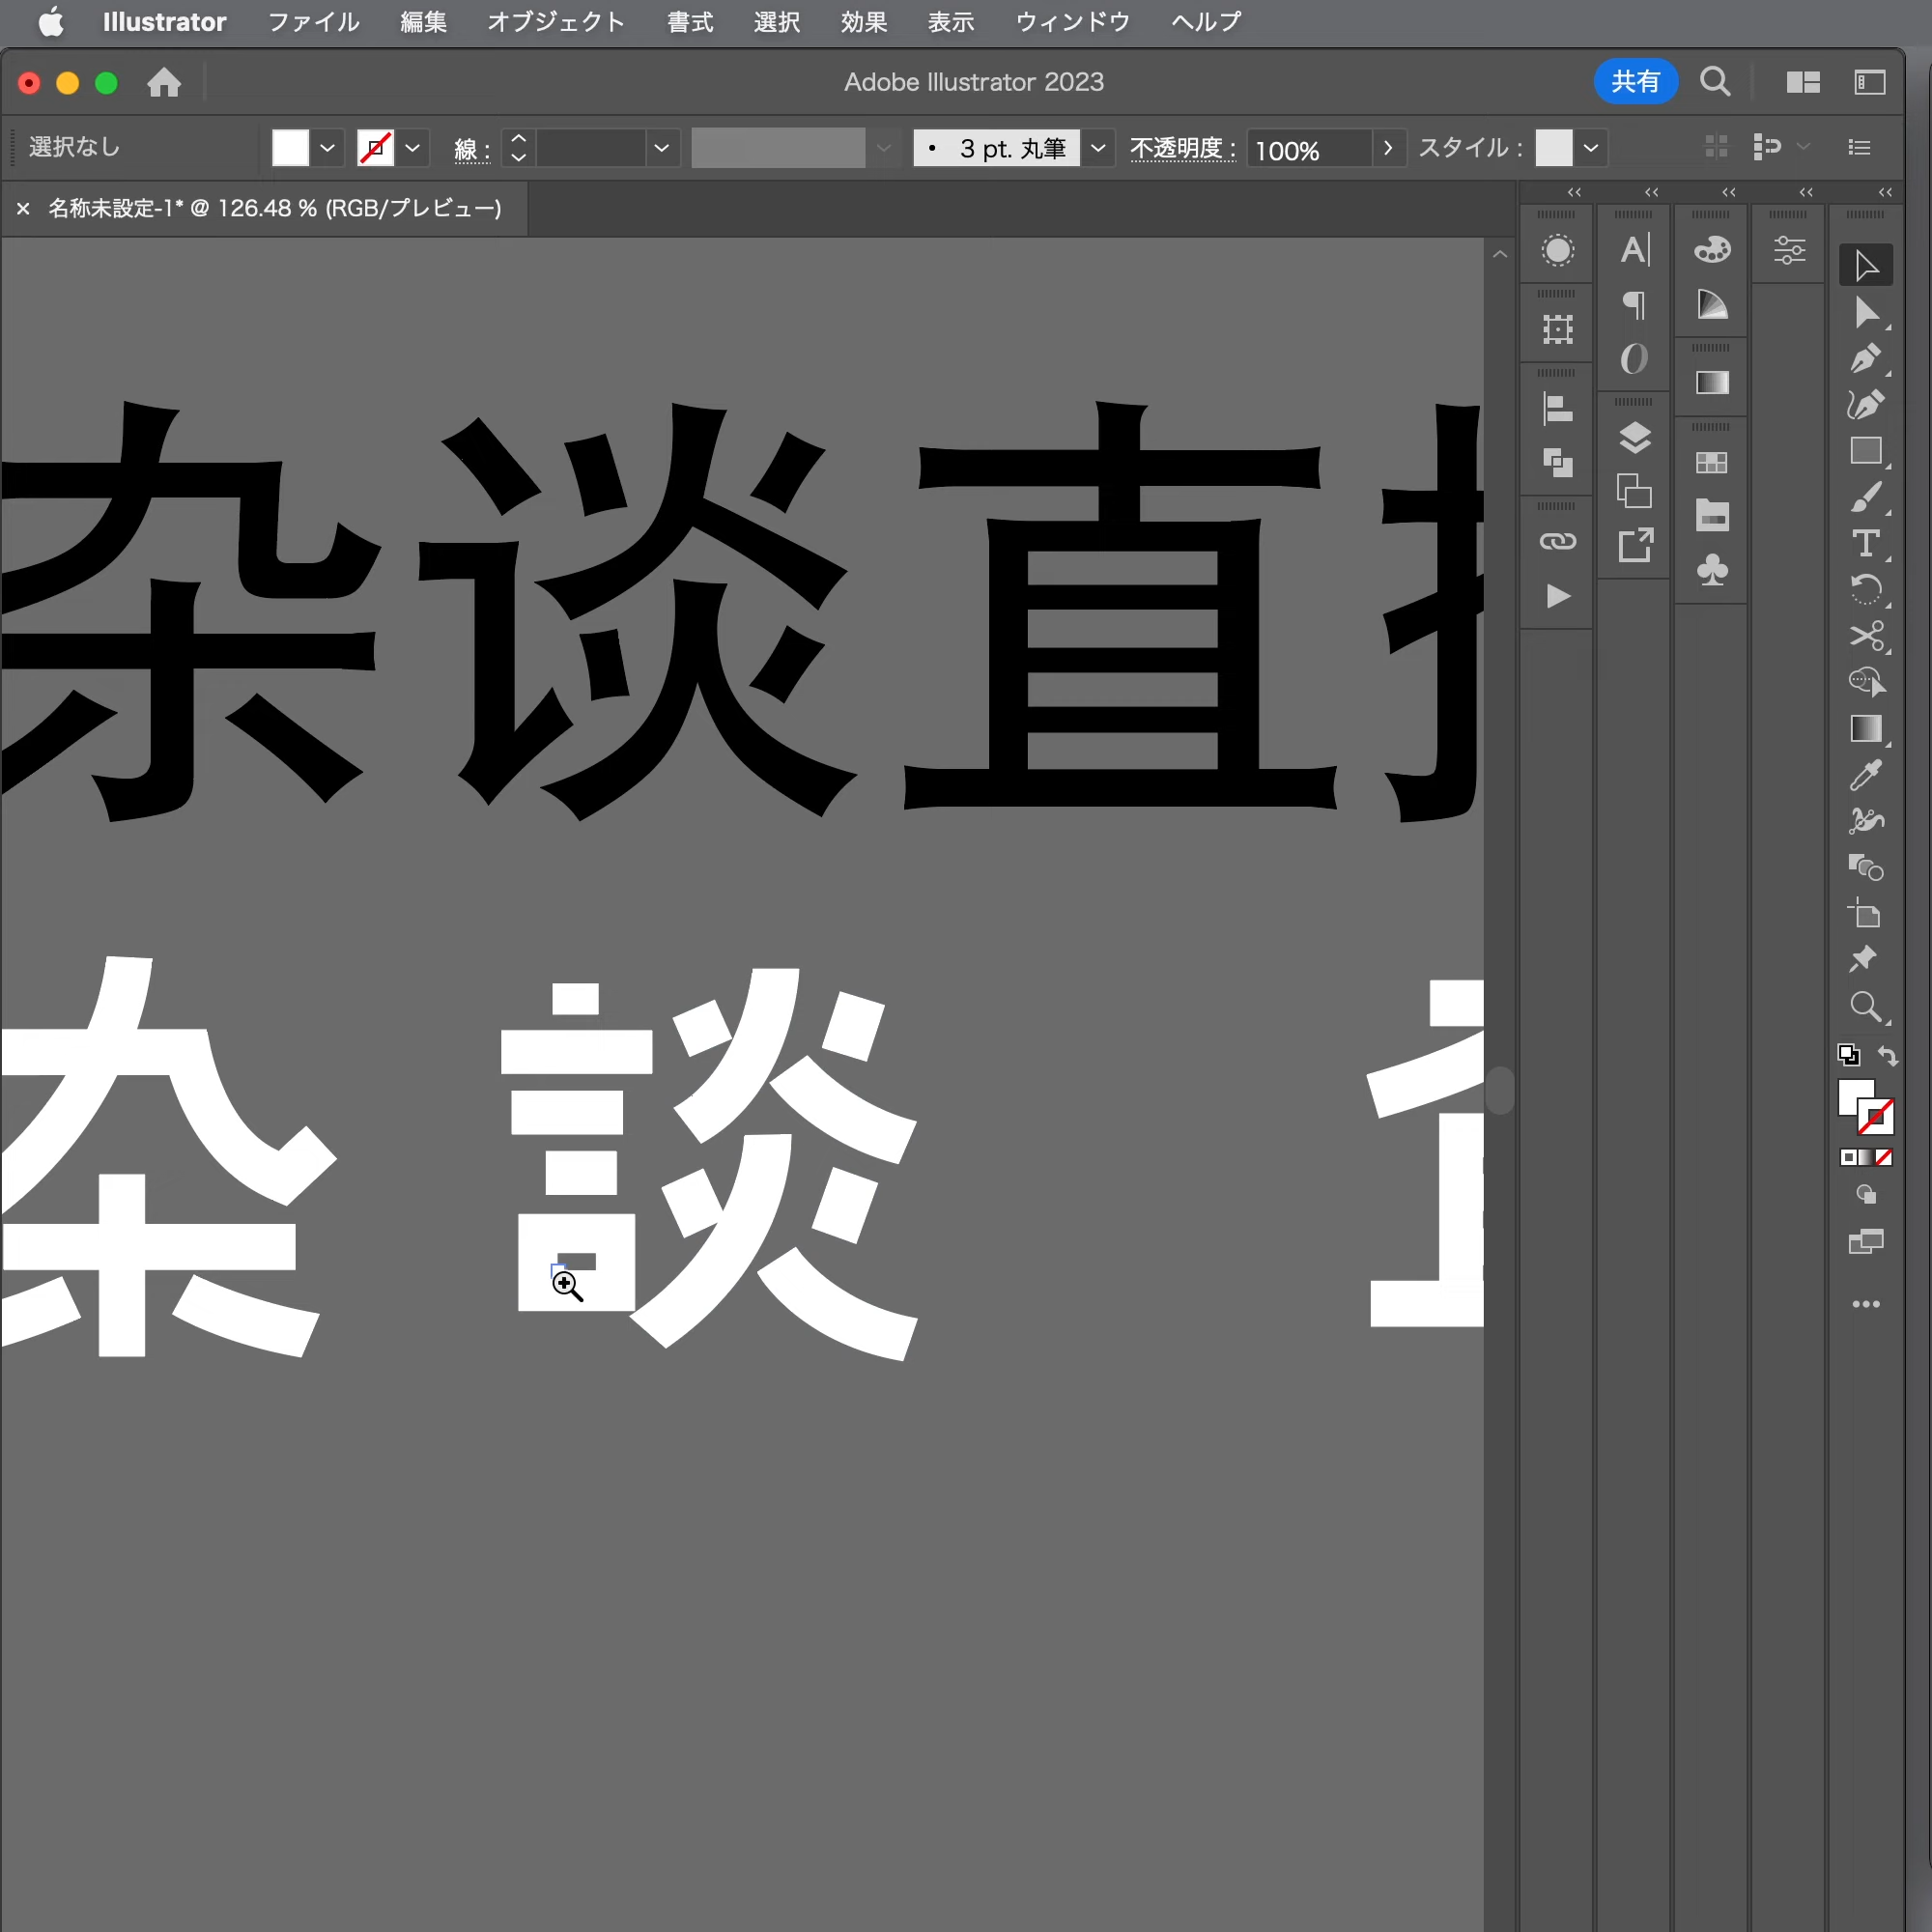 Illustrator ファイル 編集 オブジェクト 書式 選択 効果 表示 ウィンドウ ヘルプ
Adobe Illustrator 2023 共有
選択なし 線 : 3 pt. 丸筆 不透明度 : 100% スタイル :
× 名称未設定-1* @ 126.48 % (RGB/プレビュー)
杂谈直
談